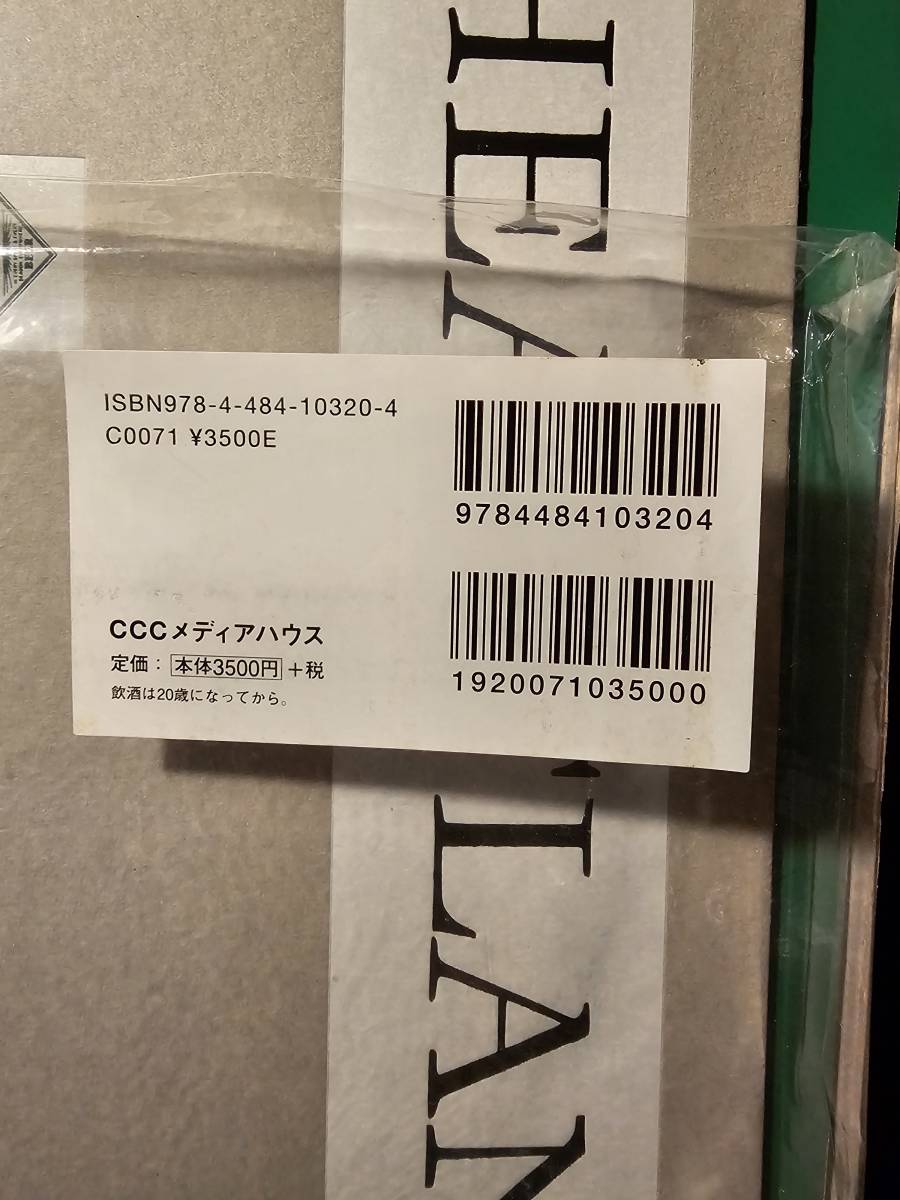 HEA
ISBN978-4-484-10320-4
C0071 ¥3500E
9784484103204
CCCメディアハウス
定価： 本体3500円 +税
飲酒は20歳になってから。
1920071035000
TLAN